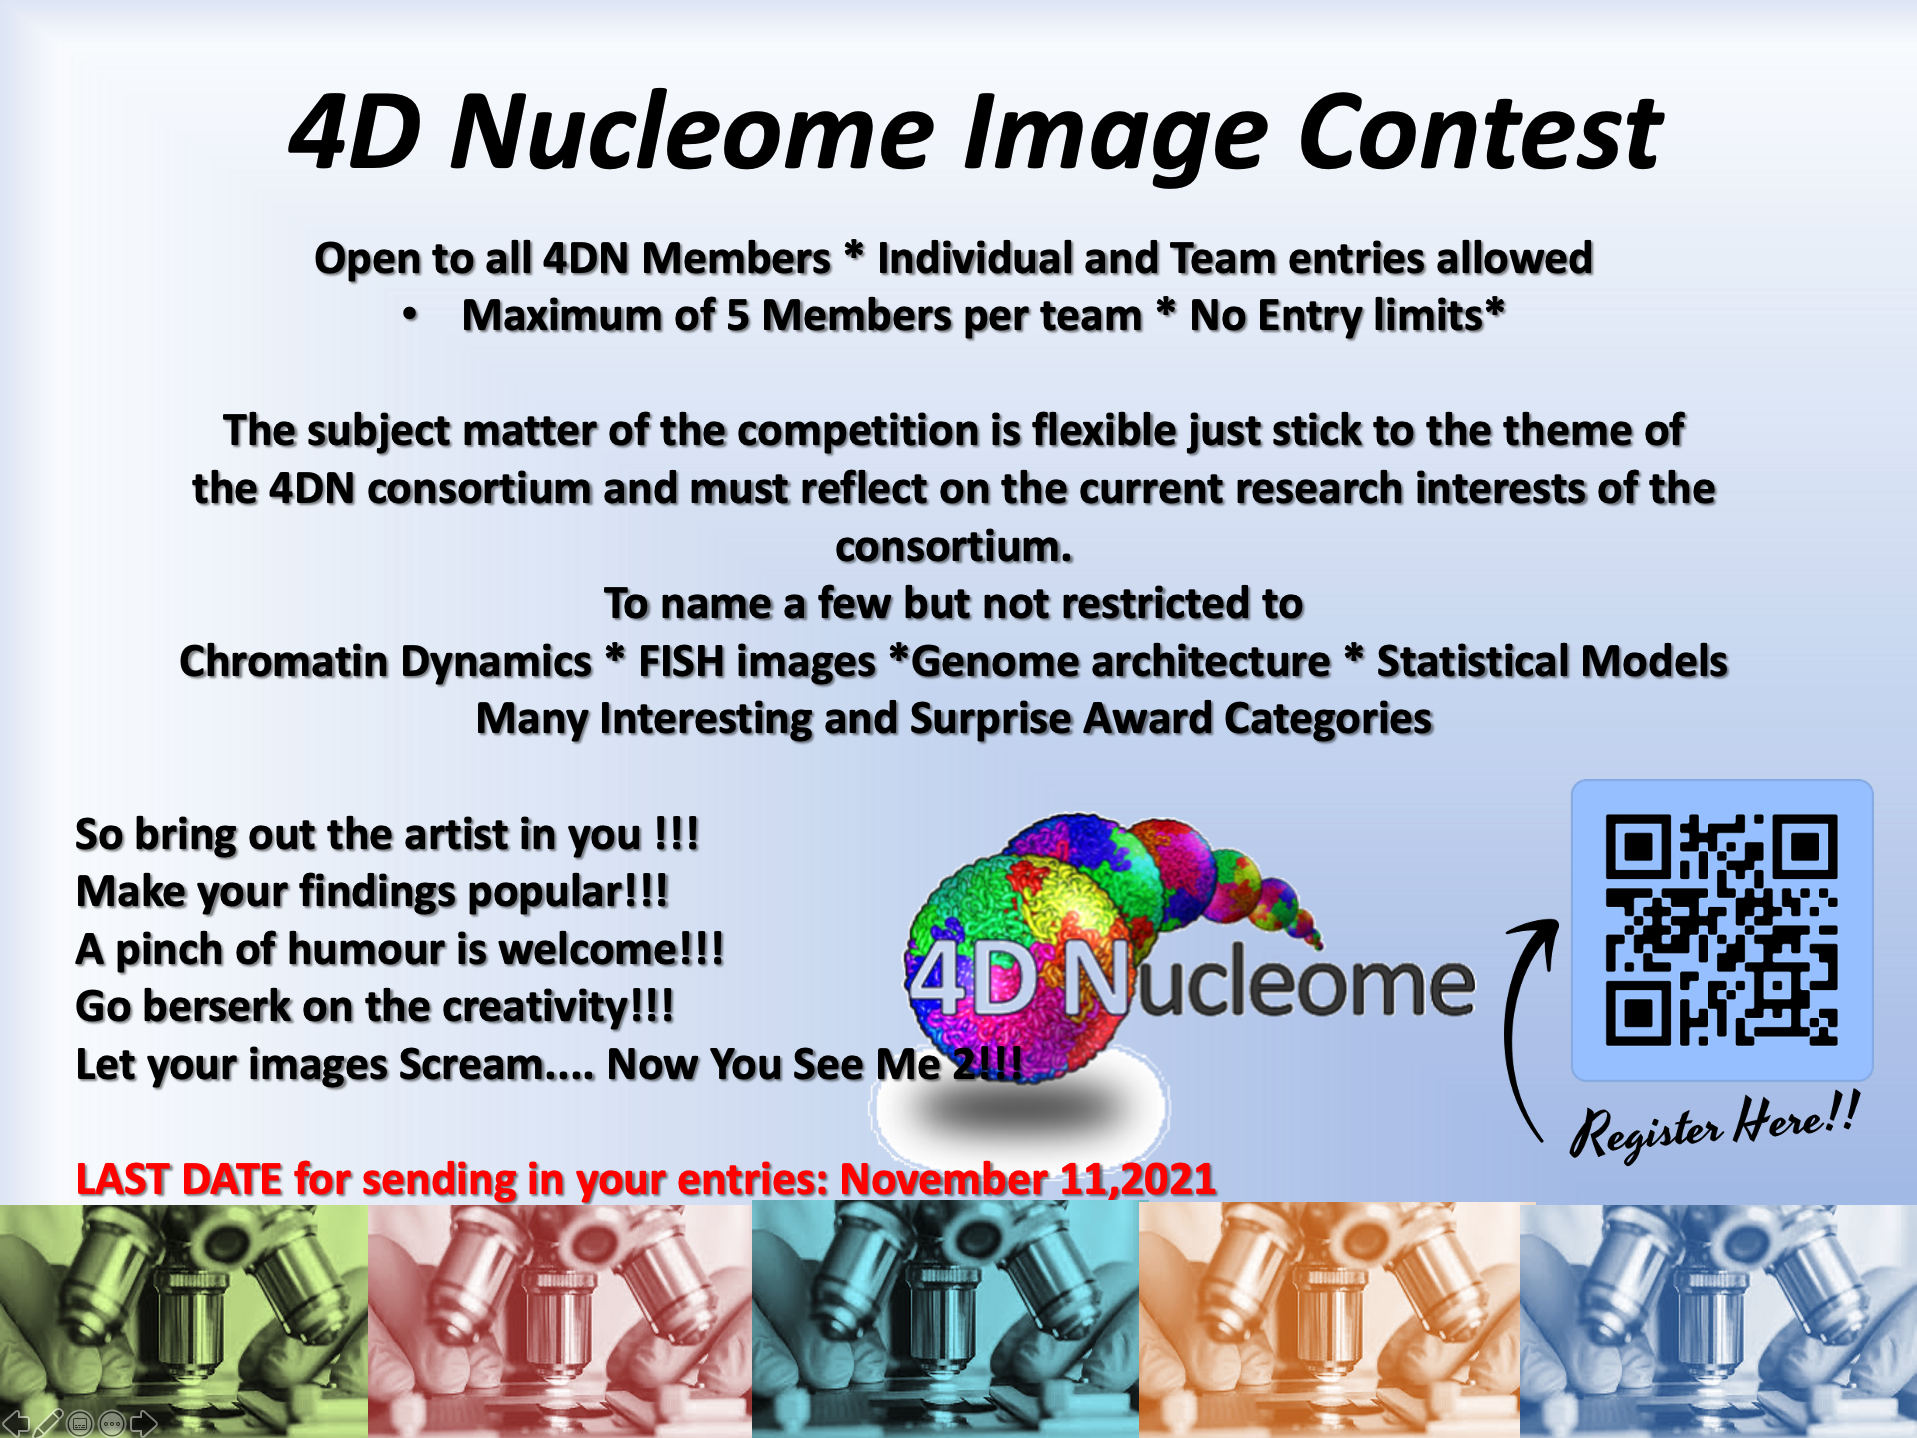 4D Nucleome Image Contest
Open to all 4DN Members * Individual and Team entries allowed
• Maximum of 5 Members per team * No Entry limits*
The subject matter of the competition is flexible just stick to the theme of
the 4DN consortium and must reflect on the current research interests of the
consortium.
To name a few but not restricted to
Chromatin Dynamics * FISH images *Genome architecture * Statistical Models
Many Interesting and Surprise Award Categories
So bring out the artist in you !!!
Make your findings popular!!!
A pinch of humour is welcome!!!
Go berserk on the creativity!!!
Let your images Scream.... Now You See Me 2!!!
4D Nucleome
Register Here!!
LAST DATE for sending in your entries: November 11,2021